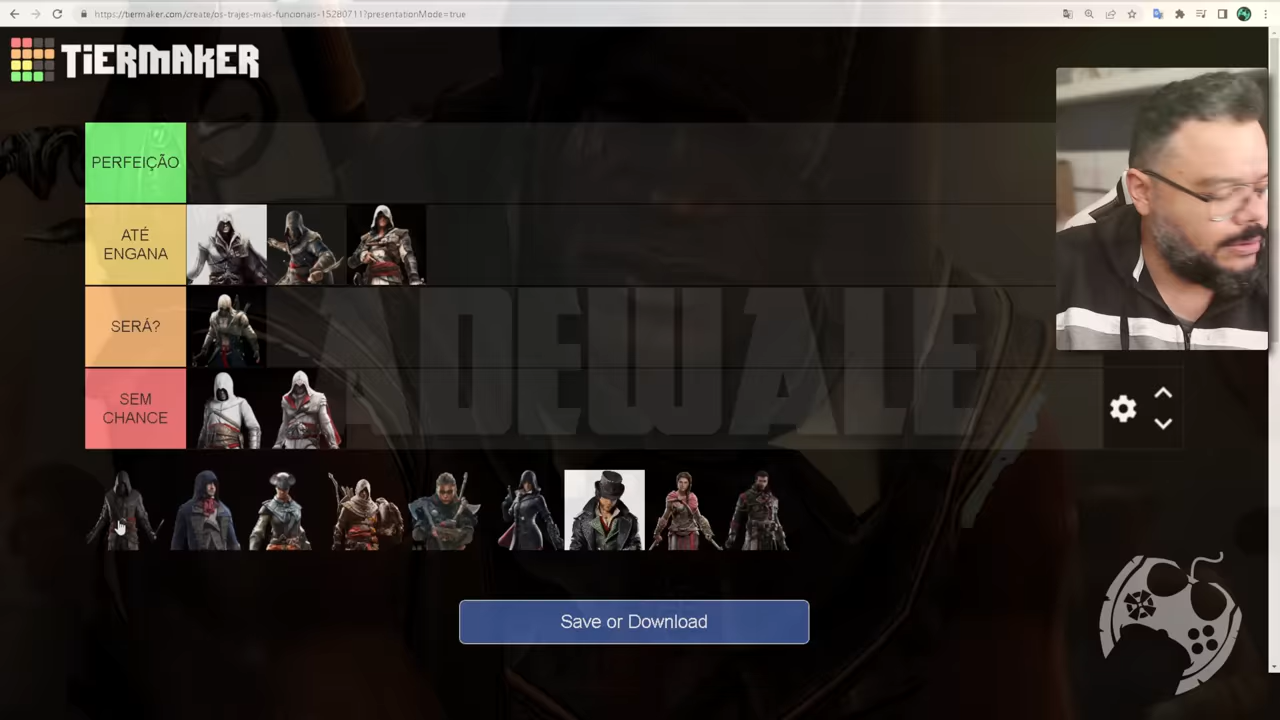 https://tiermaker.com/create/os-trajes-mais-funcionais-15280711?presentationMode=true
TiERMAKER
PERFEIÇÃO
ATÉ
ENGANA
SERÁ?
ADEWALE
SEM
CHANCE
Save or Download